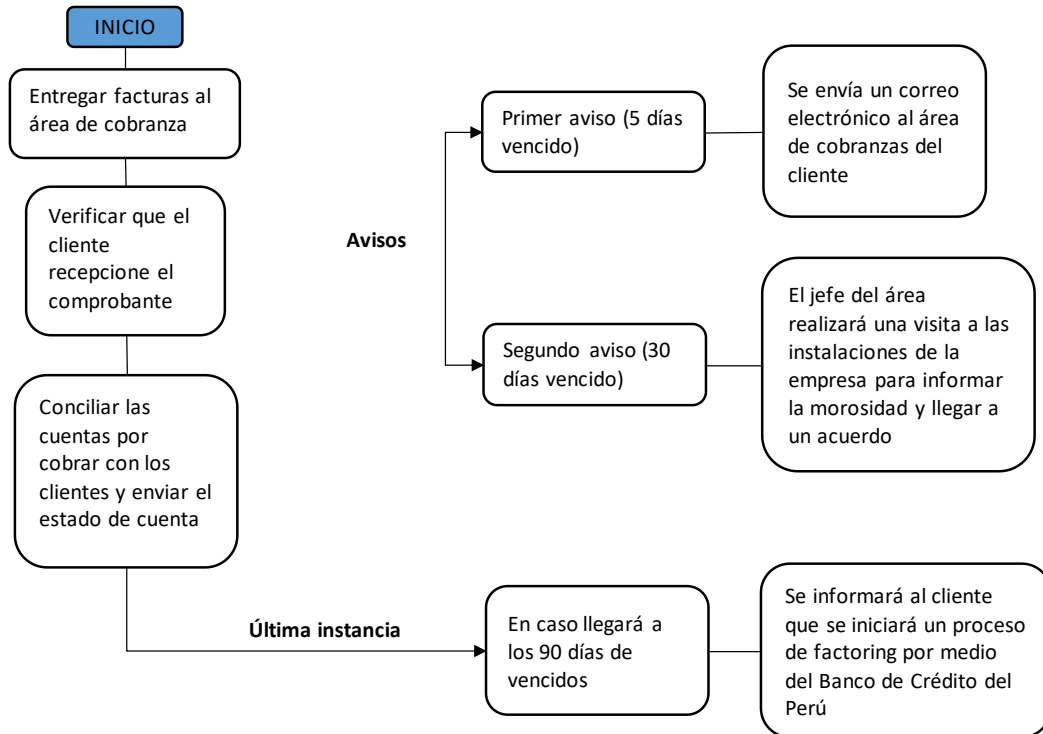 INICIO
Entregar facturas al
área de cobranza
Verificar que el
cliente
recepcione el
comprobante
Conciliar las
cuentas por
cobrar con los
clientes y enviar el
estado de cuenta
Avisos
Primer aviso (5 días
vencido)
Se envía un correo
electrónico al área
de cobranzas del
cliente
Segundo aviso (30
días vencido)
El jefe del área
realizará una visita a las
instalaciones de la
empresa para informar
la morosidad y llegar a
un acuerdo
Última instancia
En caso llegará a
los 90 días de
vencidos
Se informará al cliente
que se iniciará un proceso
de factoring por medio
del Banco de Crédito del
Perú